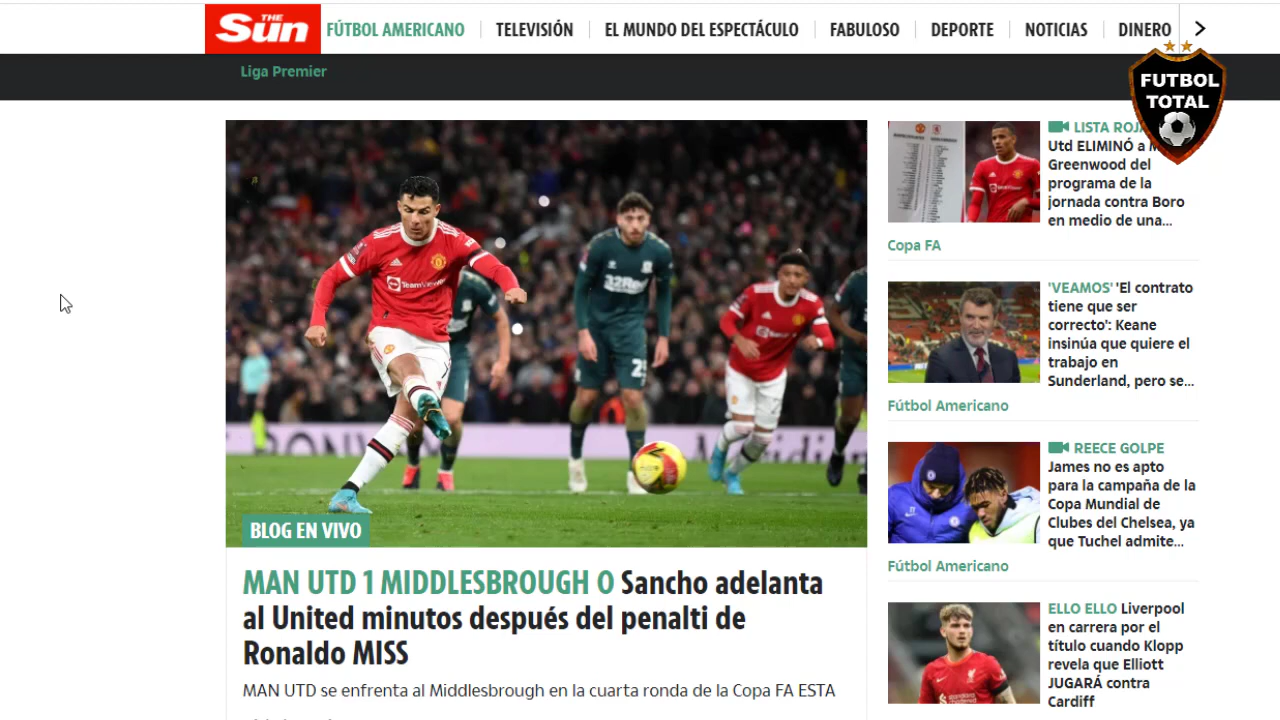 THE
Sun
FÚTBOL AMERICANO
TELEVISIÓN
EL MUNDO DEL ESPECTÁCULO
FABULOSO
DEPORTE
NOTICIAS
DINERO
Liga Premier
FUTBOL
TOTAL
TeamViewer
32Red
BLOG EN VIVO
MAN UTD 1 MIDDLESBROUGH 0 Sancho adelanta
al United minutos después del penalti de
Ronaldo MISS
MAN UTD se enfrenta al Middlesbrough en la cuarta ronda de la Copa FA ESTA
LISTA ROJA
Utd ELIMINÓ a
Greenwood del
programa de la
jornada contra Boro
en medio de una...
Copa FA
'VEAMOS' 'El contrato
tiene que ser
correcto': Keane
insinúa que quiere el
trabajo en
Sunderland, pero se...
Fútbol Americano
REECE GOLPE
James no es apto
para la campaña de la
Copa Mundial de
Clubes del Chelsea, ya
que Tuchel admite...
Fútbol Americano
ELLO ELLO Liverpool
en carrera por el
título cuando Klopp
revela que Elliott
JUGARÁ contra
Cardiff